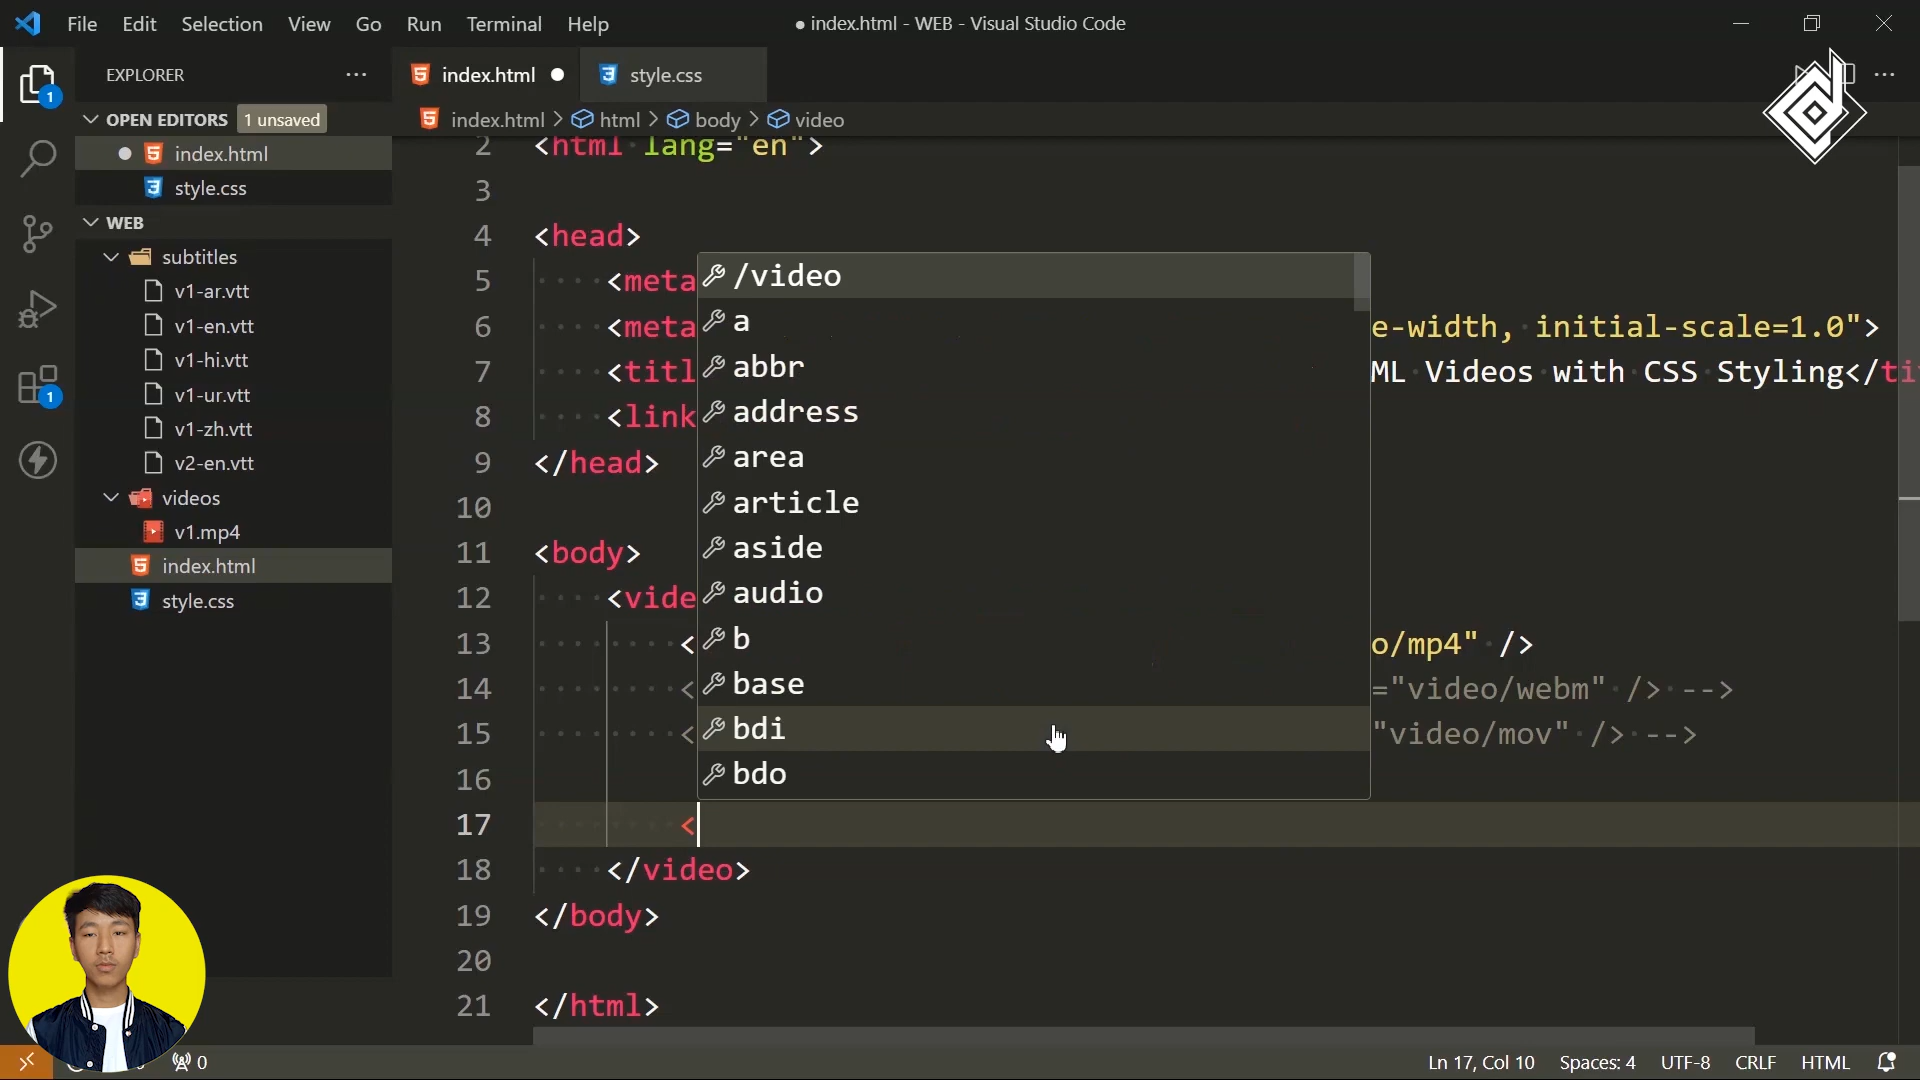 File Edit Selection View Go Run Terminal Help
● index.html - WEB - Visual Studio Code
EXPLORER
index.html
style.css
OPEN EDITORS 1 unsaved
index.html > html > body > video
index.html
style.css
WEB
subtitles
v1-ar.vtt
v1-en.vtt
v1-hi.vtt
v1-ur.vtt
v1-zh.vtt
v2-en.vtt
videos
v1.mp4
index.html
style.css
1
1
2 <html lang="en">
3
4 <head>
5 <meta
6 <meta e-width, initial-scale=1.0">
7 <titl ML Videos with CSS Styling</ti
8 <link
9 </head>
10
11 <body>
12 <vide
13 < o/mp4" />
14 < ="video/webm" /> -->
15 < "video/mov" /> -->
16
17 <
18 </video>
19 </body>
20
21 </html>
/video
a
abbr
address
area
article
aside
audio
b
base
bdi
bdo
0
Ln 17, Col 10 Spaces: 4 UTF-8 CRLF HTML